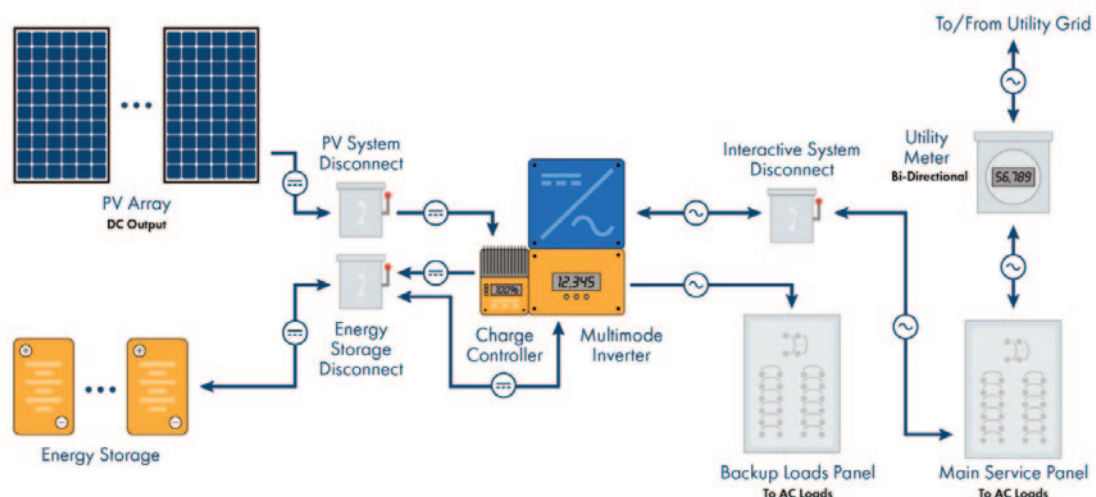 To/From Utility Grid
PV System
Disconnect
Utility
Meter
Bi-Directional
56,789
Interactive System
Disconnect
PV Array
DC Output
12,345
100%
Energy
Storage
Disconnect
Charge
Controller
Multimode
Inverter
Energy Storage
Backup Loads Panel
To AC Loads
Main Service Panel
To AC Loads